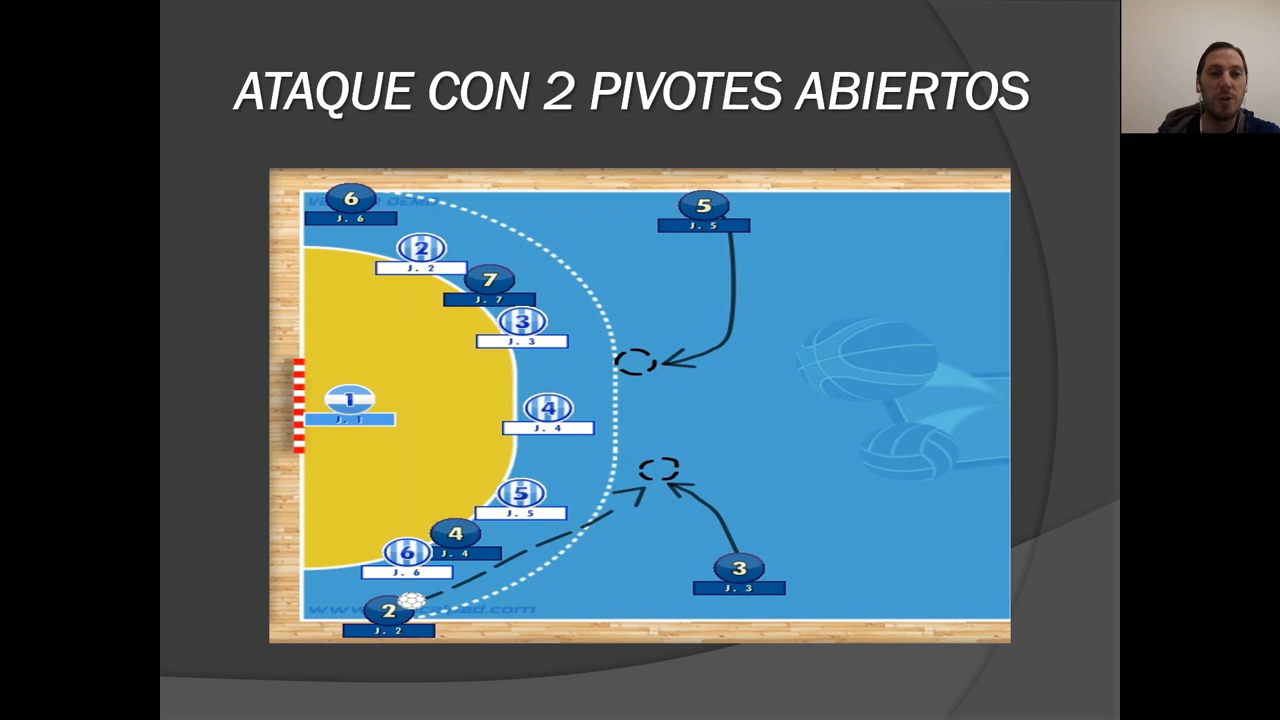 ATAQUE CON 2 PIVOTES ABIERTOS
6
J. 6
5
J. 5
2
J. 2
7
J. 7
3
J. 3
1
J. 1
4
J. 4
5
J. 5
4
J. 4
6
J. 6
3
J. 3
2
J. 2